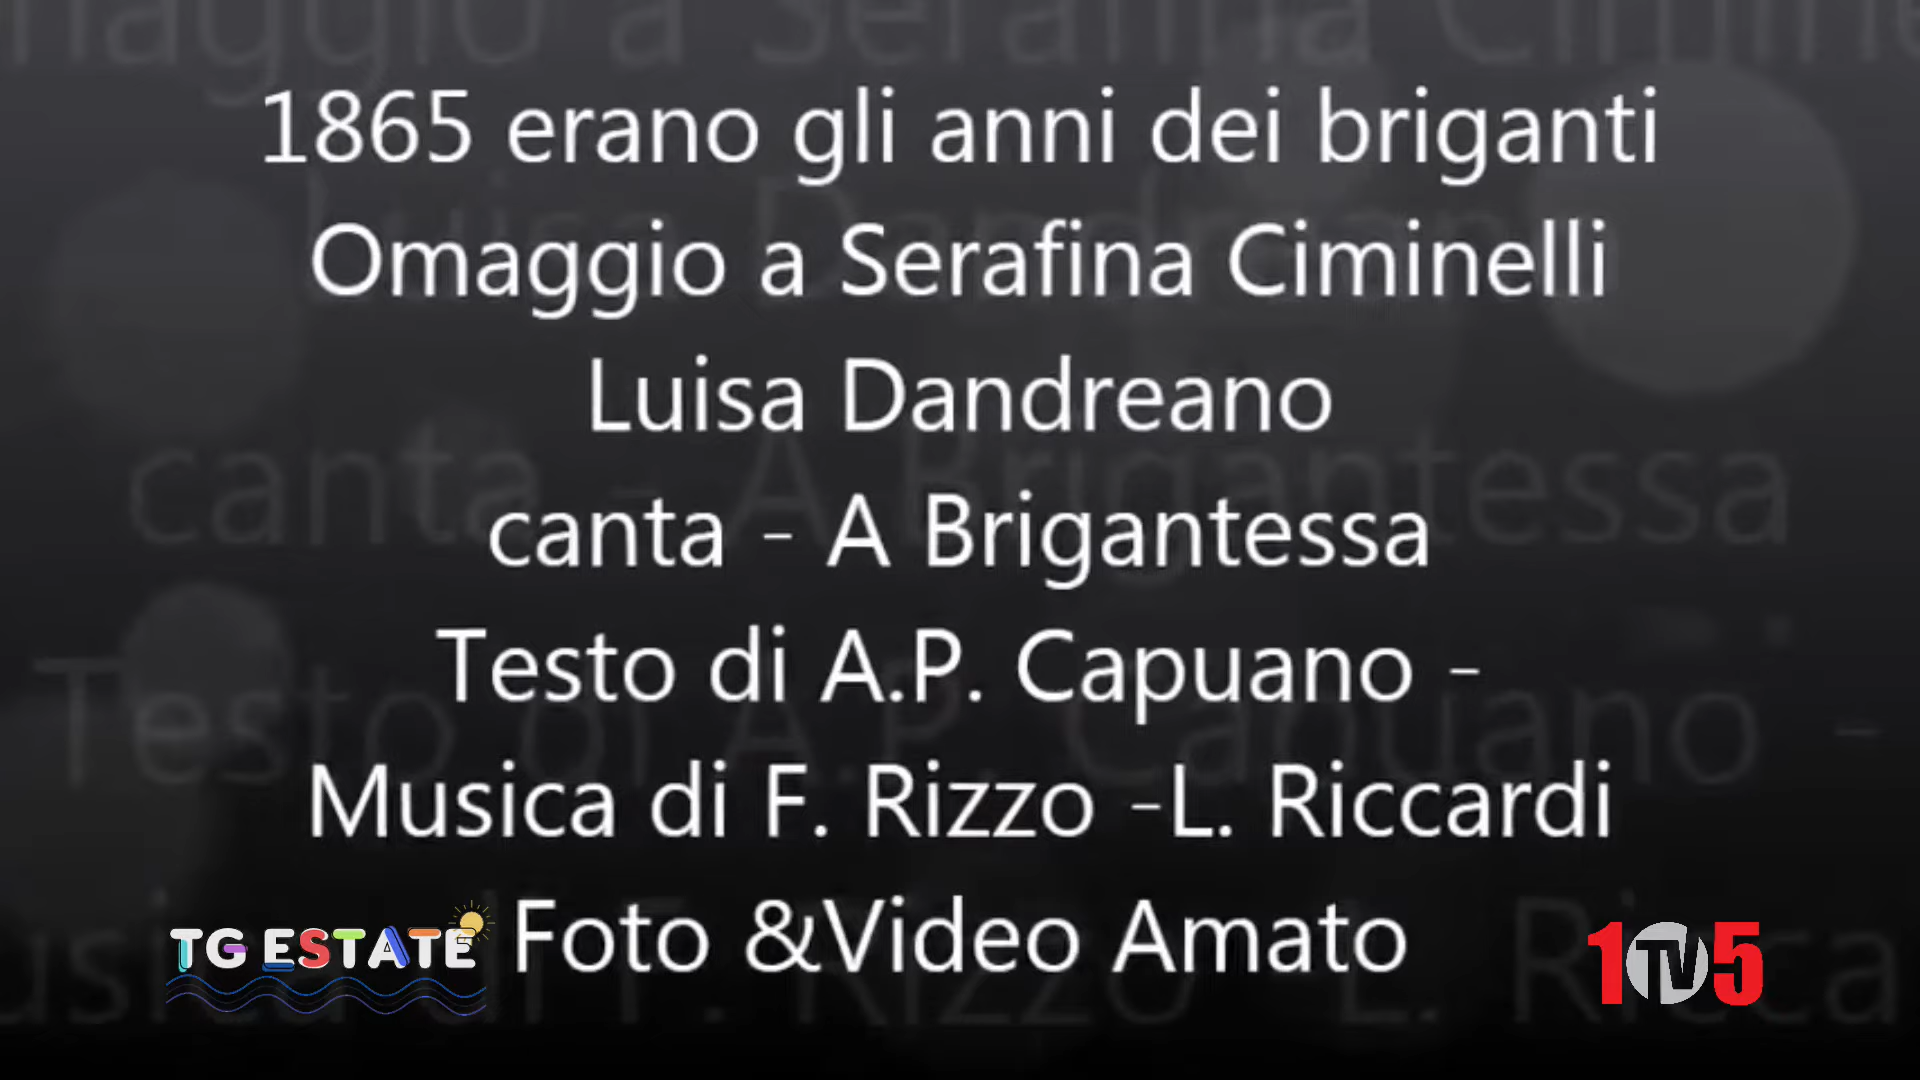 1865 erano gli anni dei briganti
Omaggio a Serafina Ciminelli
Luisa Dandreano
canta - A Brigantessa
Testo di A.P. Capuano -
Musica di F. Rizzo -L. Riccardi
Foto &Video Amato
TG ESTATE
1TV5